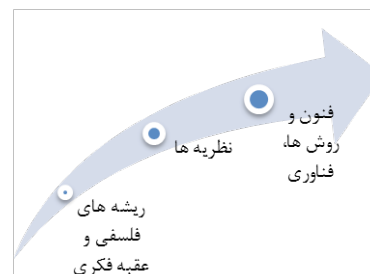 ریشه های
فلسفی و
عقبه فکری
نظریه ها
فنون و
روش ها،
فناوری